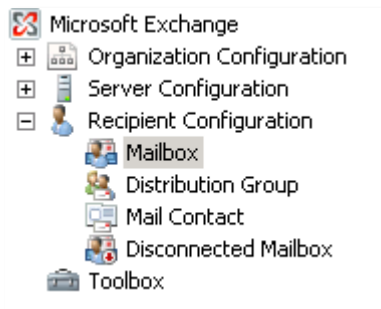 Microsoft Exchange
Organization Configuration
Server Configuration
Recipient Configuration
Mailbox
Distribution Group
Mail Contact
Disconnected Mailbox
Toolbox